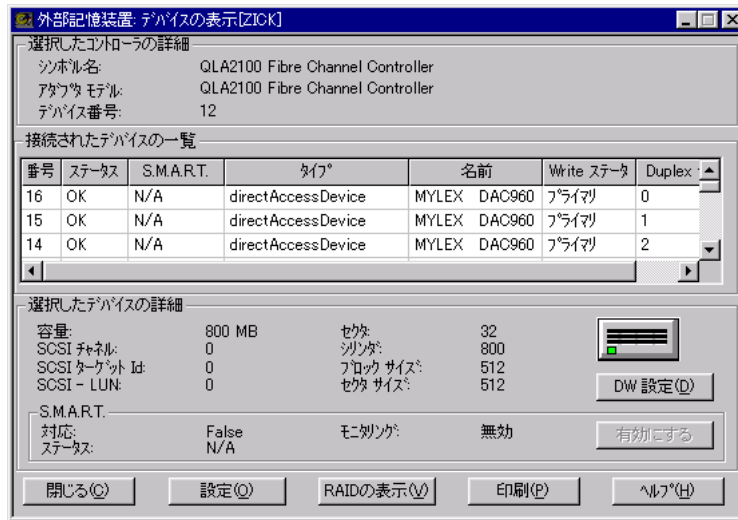 外部記憶装置: ﾃﾞﾊﾞｲｽの表示[ZICK]
選択したｺﾝﾄﾛｰﾗの詳細
ｼﾝﾎﾞﾙ名: QLA2100 Fibre Channel Controller
ｱﾀﾞﾌﾟﾀ ﾓﾃﾞﾙ: QLA2100 Fibre Channel Controller
ﾃﾞﾊﾞｲｽ番号: 12
接続されたﾃﾞﾊﾞｲｽの一覧
番号 ｽﾃｰﾀｽ S.M.A.R.T. ﾀｲﾌﾟ 名前 Write ｽﾃｰﾀ Duplex
16 OK N/A directAccessDevice MYLEX DAC960 ﾌﾟﾗｲﾏﾘ 0
15 OK N/A directAccessDevice MYLEX DAC960 ﾌﾟﾗｲﾏﾘ 1
14 OK N/A directAccessDevice MYLEX DAC960 ﾌﾟﾗｲﾏﾘ 2
選択したﾃﾞﾊﾞｲｽの詳細
容量: 800 MB ｾｸﾀ: 32
SCSI ﾁｬﾈﾙ: 0 ｼﾘﾝﾀﾞ: 800
SCSI ﾀｰｹﾞｯﾄ Id: 0 ﾌﾞﾛｯｸ ｻｲｽﾞ: 512
SCSI - LUN: 0 ｾｸﾀ ｻｲｽﾞ: 512
DW 設定(D)
S.M.A.R.T.
対応: False ﾓﾆﾀﾘﾝｸﾞ: 無効
ｽﾃｰﾀｽ: N/A
有効にする
閉じる(C) 設定(O) RAIDの表示(V) 印刷(P) ﾍﾙﾌﾟ(H)